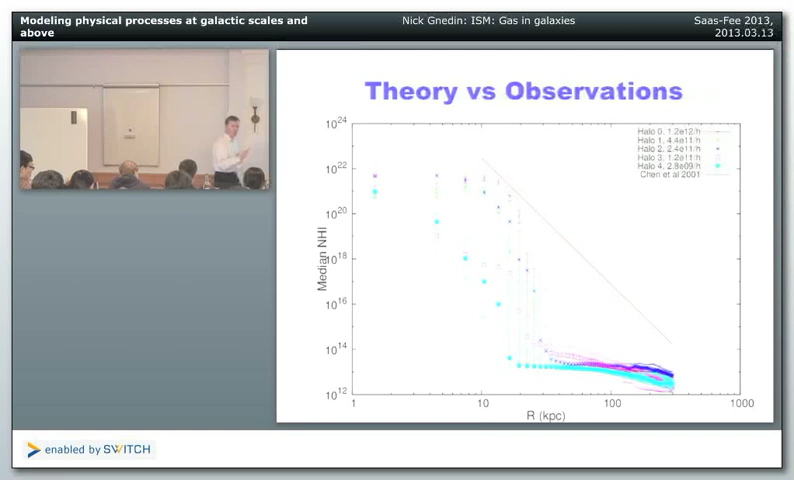 Modeling physical processes at galactic scales and above
Nick Gnedin: ISM: Gas in galaxies
Saas-Fee 2013, 2013.03.13
Theory vs Observations
Halo 0, 1.2e12/h
Halo 1, 4.4e11/h
Halo 2, 2.4e11/h
Halo 3, 1.2e11/h
Halo 4, 2.8e09/h
Chen et al 2001
Median NHI
10^24
10^22
10^20
10^18
10^16
10^14
10^12
1
10
100
1000
R (kpc)
enabled by SWITCH